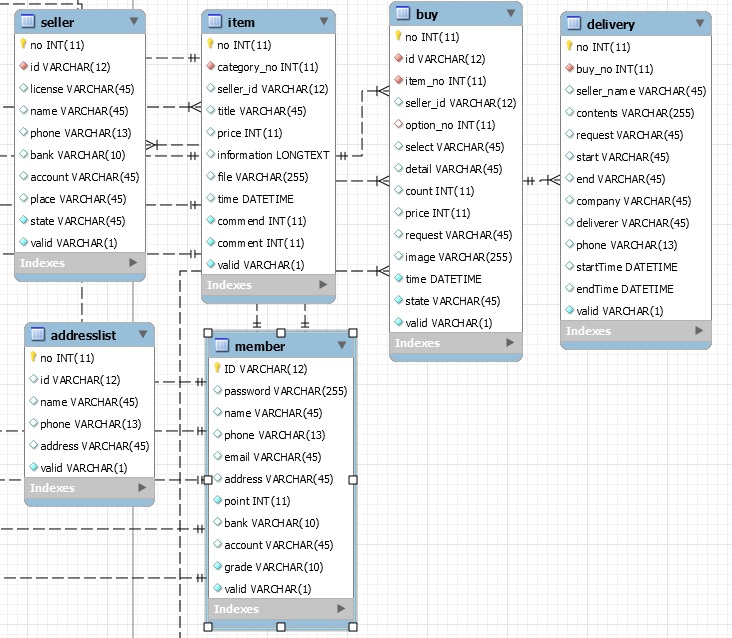 seller
no INT(11)
id VARCHAR(12)
license VARCHAR(45)
name VARCHAR(45)
phone VARCHAR(13)
bank VARCHAR(10)
account VARCHAR(45)
place VARCHAR(45)
state VARCHAR(45)
valid VARCHAR(1)
Indexes
item
no INT(11)
category_no INT(11)
seller_id VARCHAR(12)
title VARCHAR(45)
price INT(11)
information LONGTEXT
file VARCHAR(255)
time DATETIME
commend INT(11)
comment INT(11)
valid VARCHAR(1)
Indexes
buy
no INT(11)
id VARCHAR(12)
item_no INT(11)
seller_id VARCHAR(12)
option_no INT(11)
select VARCHAR(45)
detail VARCHAR(45)
count INT(11)
price INT(11)
request VARCHAR(45)
image VARCHAR(255)
time DATETIME
state VARCHAR(45)
valid VARCHAR(1)
Indexes
delivery
no INT(11)
buy_no INT(11)
seller_name VARCHAR(45)
contents VARCHAR(255)
request VARCHAR(45)
start VARCHAR(45)
end VARCHAR(45)
company VARCHAR(45)
deliverer VARCHAR(45)
phone VARCHAR(13)
startTime DATETIME
endTime DATETIME
valid VARCHAR(1)
Indexes
addresslist
no INT(11)
id VARCHAR(12)
name VARCHAR(45)
phone VARCHAR(13)
address VARCHAR(45)
valid VARCHAR(1)
Indexes
member
ID VARCHAR(12)
password VARCHAR(255)
name VARCHAR(45)
phone VARCHAR(13)
email VARCHAR(45)
address VARCHAR(45)
point INT(11)
bank VARCHAR(10)
account VARCHAR(45)
grade VARCHAR(10)
valid VARCHAR(1)
Indexes